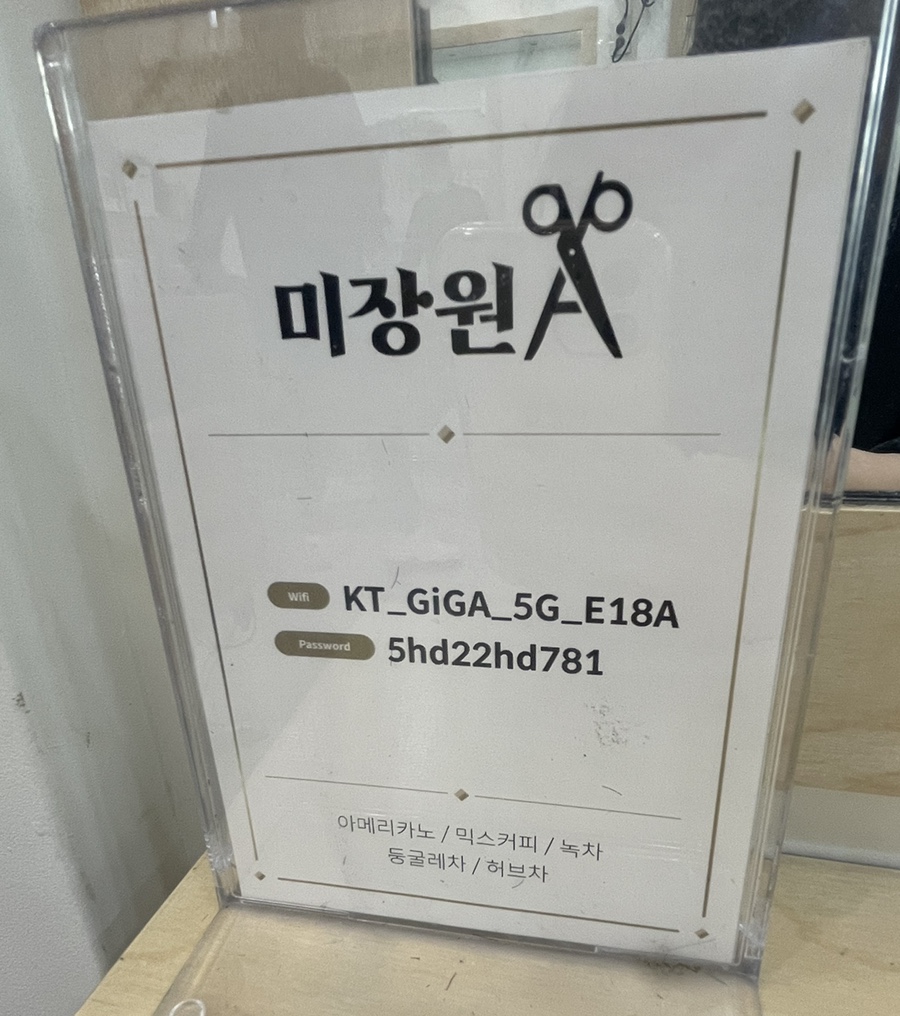 미장원A
Wifi KT_GiGA_5G_E18A
Password 5hd22hd781
아메리카노 / 믹스커피 / 녹차
둥굴레차 / 허브차